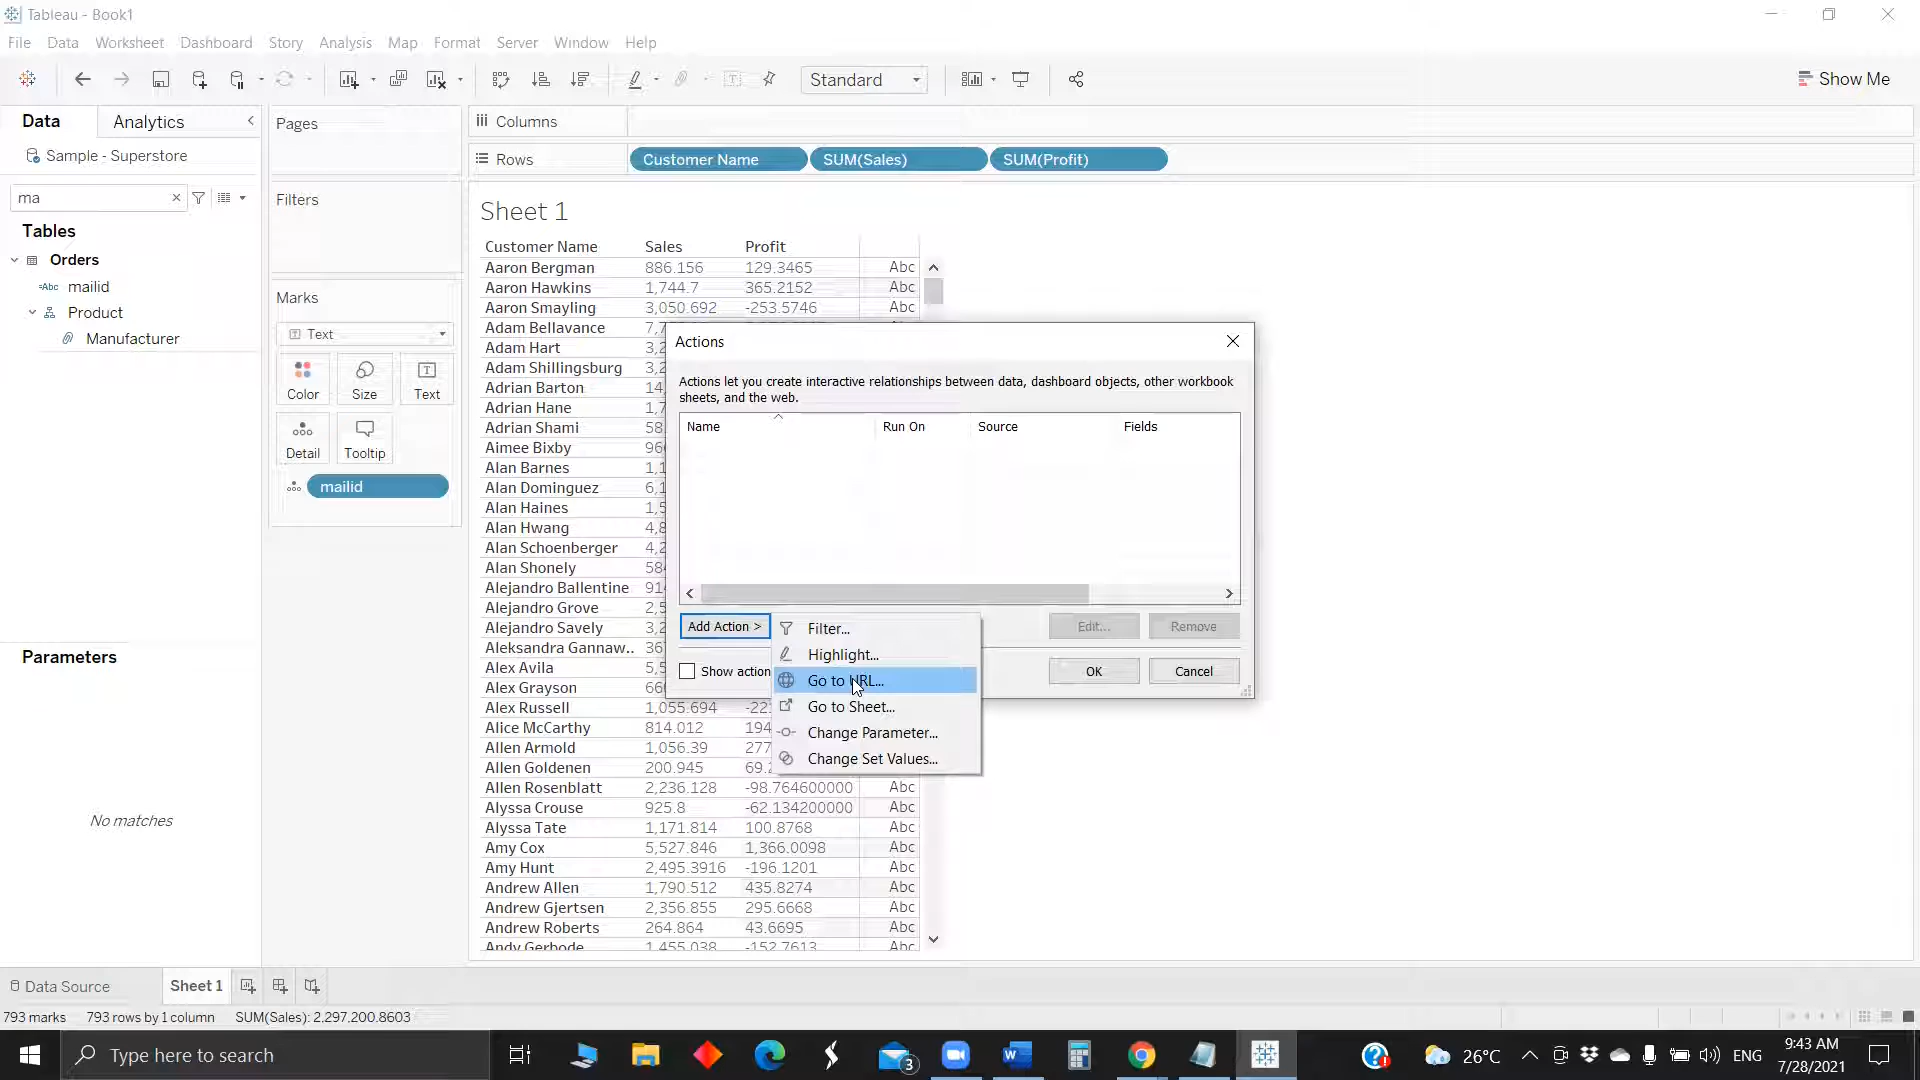 Tableau - Book1
File Data Worksheet Dashboard Story Analysis Map Format Server Window Help
Standard
Show Me
Data Analytics
Sample - Superstore
ma
Tables
Orders
Abc mailid
Product
Manufacturer
Parameters
No matches
Pages
Filters
Marks
Text
Color Size Text
Detail Tooltip
mailid
Columns
Rows Customer Name SUM(Sales) SUM(Profit)
Sheet 1
Customer Name Sales Profit
Aaron Bergman 886.156 129.3465 Abc
Aaron Hawkins 1,744.7 365.2152 Abc
Aaron Smayling 3,050.692 -253.5746 Abc
Adam Bellavance
Adam Hart
Adam Shillingsburg
Adrian Barton
Adrian Hane
Adrian Shami
Aimee Bixby
Alan Barnes
Alan Dominguez
Alan Haines
Alan Hwang
Alan Schoenberger
Alan Shonely
Alejandro Ballentine
Alejandro Grove
Alejandro Savely
Aleksandra Gannaw..
Alex Avila
Alex Grayson
Alex Russell 1,055.694
Alice McCarthy 814.012
Allen Arnold 1,056.39
Allen Goldenen 200.945
Allen Rosenblatt 2,236.128 -98.764600000 Abc
Alyssa Crouse 925.8 -62.134200000 Abc
Alyssa Tate 1,171.814 100.8768 Abc
Amy Cox 5,527.846 1,366.0098 Abc
Amy Hunt 2,495.3916 -196.1201 Abc
Andrew Allen 1,790.512 435.8274 Abc
Andrew Gjertsen 2,356.855 295.6668 Abc
Andrew Roberts 264.864 43.6695 Abc
Andy Gerbode 1,455.038 -152.7613 Abc
Actions
Actions let you create interactive relationships between data, dashboard objects, other workbook
sheets, and the web.
Name Run On Source Fields
Add Action > Edit... Remove
Show action
OK Cancel
Filter...
Highlight...
Go to URL...
Go to Sheet...
Change Parameter...
Change Set Values...
Data Source Sheet 1
793 marks 793 rows by 1 column SUM(Sales): 2,297,200.8603
Type here to search
3
26°C
ENG
9:43 AM
7/28/2021